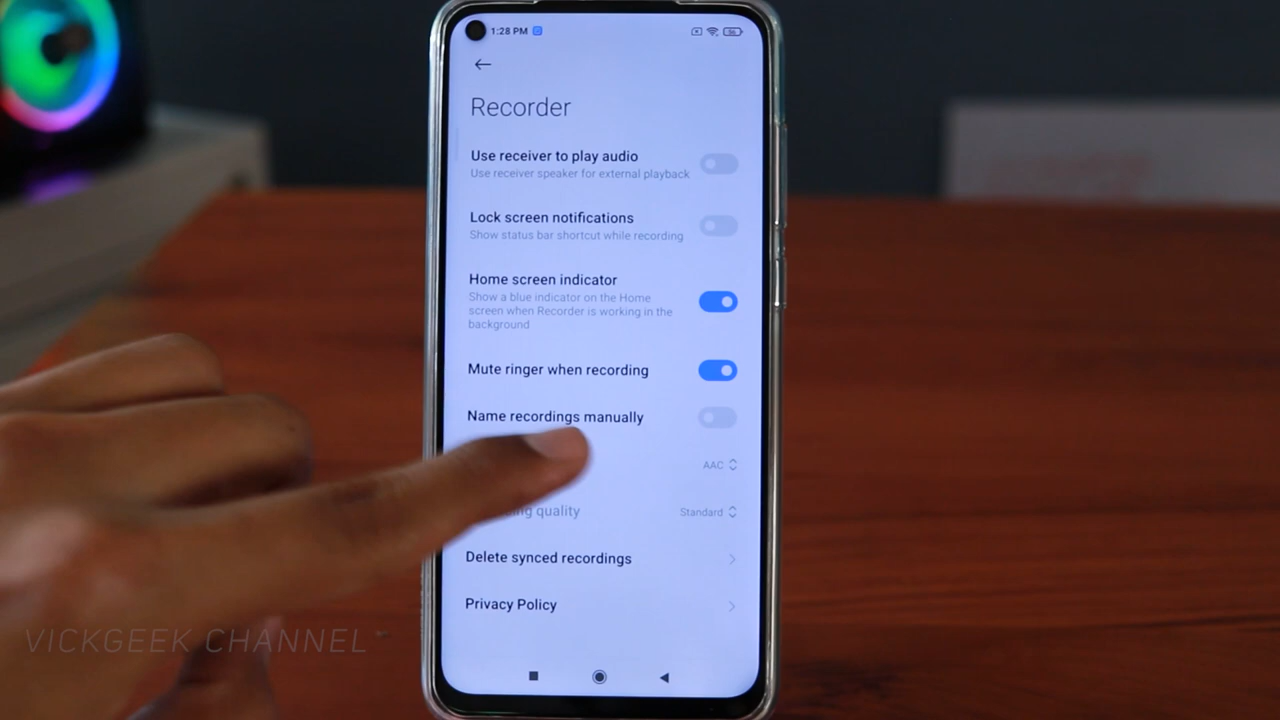 1:28 PM
56
Recorder
Use receiver to play audio
Use receiver speaker for external playback
Lock screen notifications
Show status bar shortcut while recording
Home screen indicator
Show a blue indicator on the Home
screen when Recorder is working in the
background
Mute ringer when recording
Name recordings manually
AAC
quality
Standard
Delete synced recordings
Privacy Policy
VICKGEEK CHANNEL